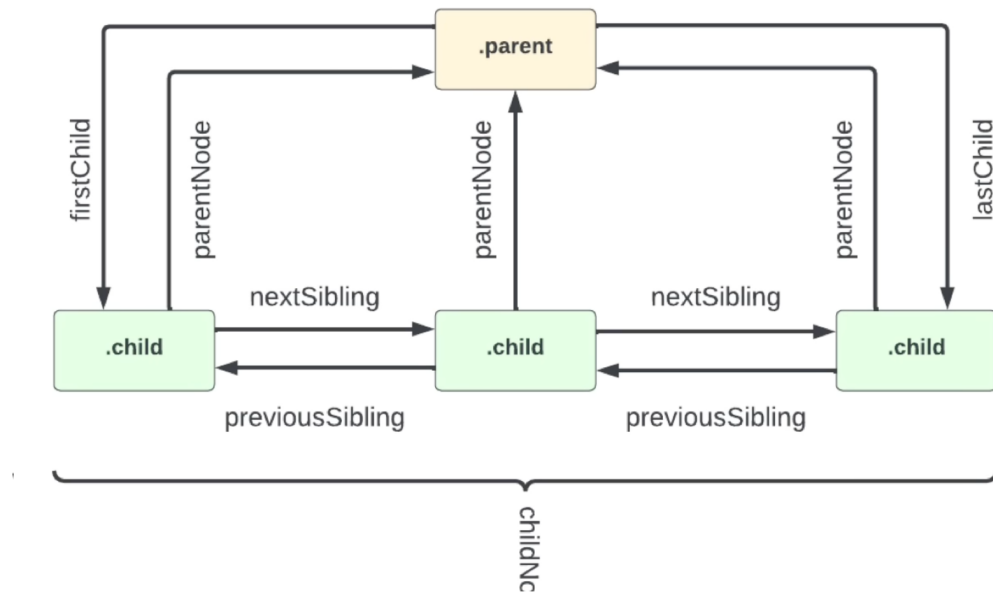 .parent
firstChild
parentNode
parentNode
parentNode
lastChild
nextSibling
nextSibling
.child
.child
.child
previousSibling
previousSibling